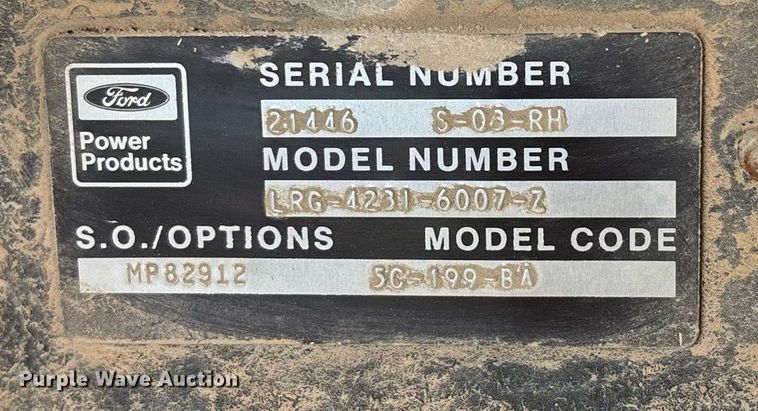 Ford
Power
Products
SERIAL NUMBER
21446 S-03-RH
MODEL NUMBER
LRG-4231-6007-Z
S.O./OPTIONS MODEL CODE
MP82912 5C-199-BA
Purple Wave Auction